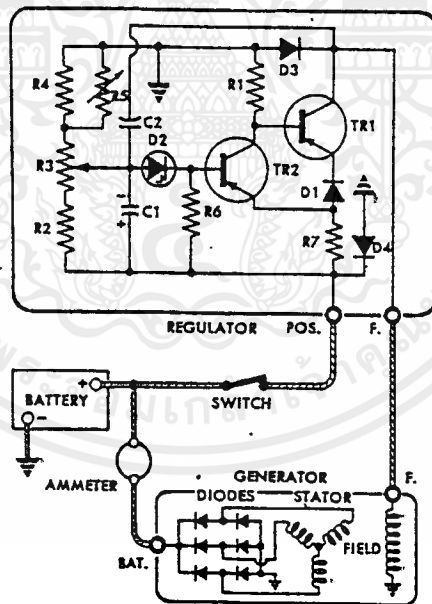 R4
R5
R1
D3
C2
TR1
D2
R3
TR2
D1
C1
R2
R6
R7
D4
REGULATOR POS. F.
BATTERY
+
-
SWITCH
AMMETER
GENERATOR F.
DIODES STATOR
FIELD
BAT.